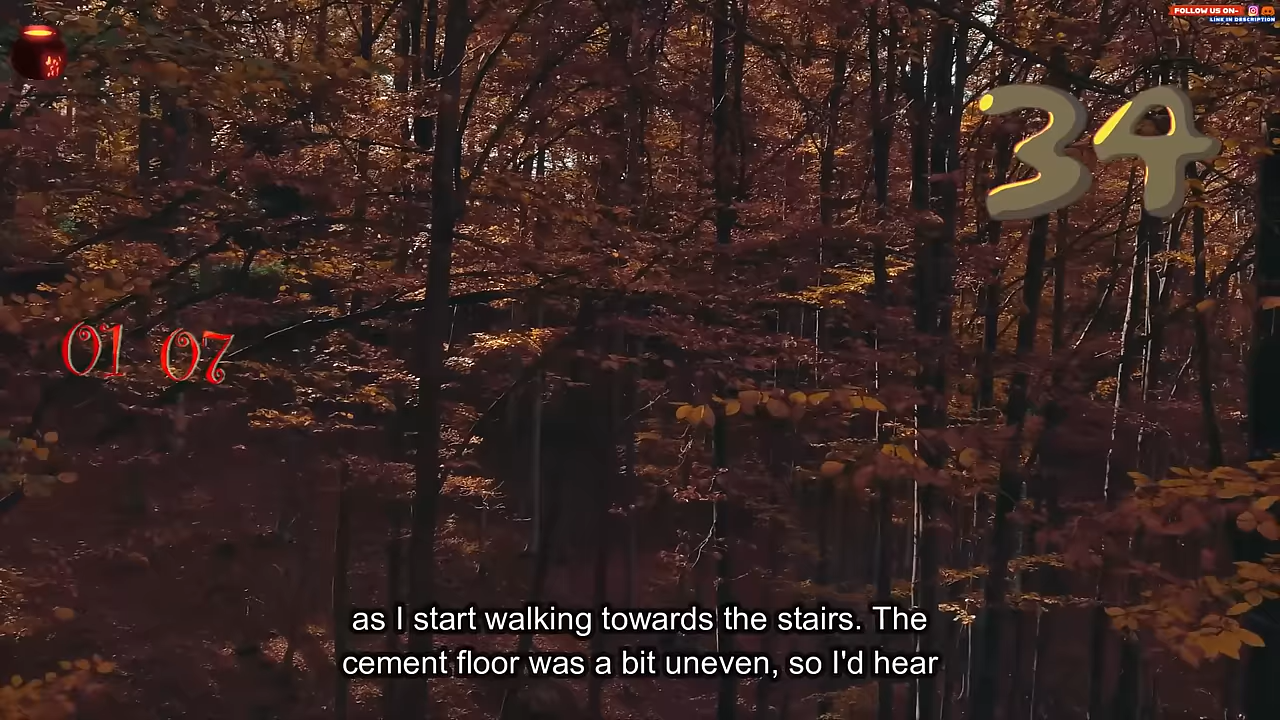 FOLLOW US ON-
LINK IN DESCRIPTION
34
01 07
as I start walking towards the stairs. The
cement floor was a bit uneven, so I'd hear